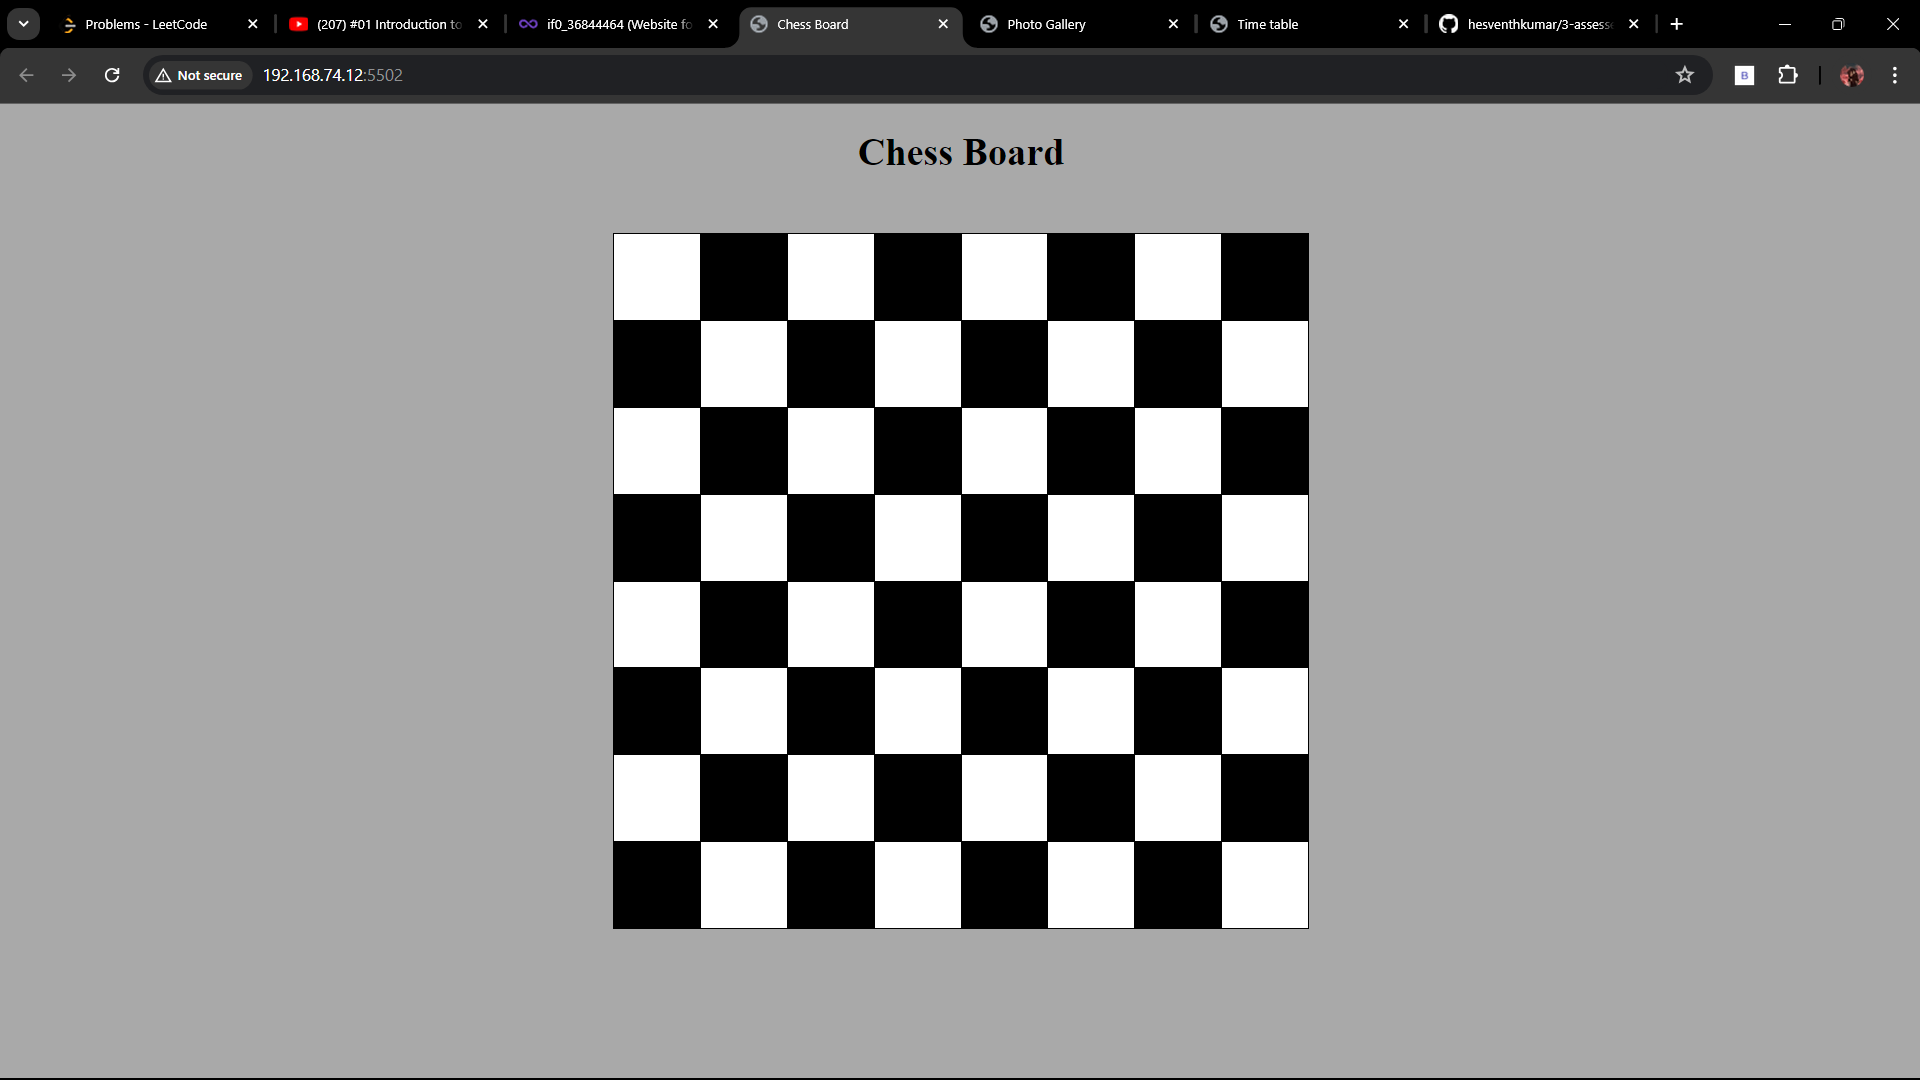 Problems - LeetCode
(207) #01 Introduction to
if0_36844464 (Website fo
Chess Board
Photo Gallery
Time table
hesventhkumar/3-assess
Not secure
192.168.74.12:5502
B
Chess Board